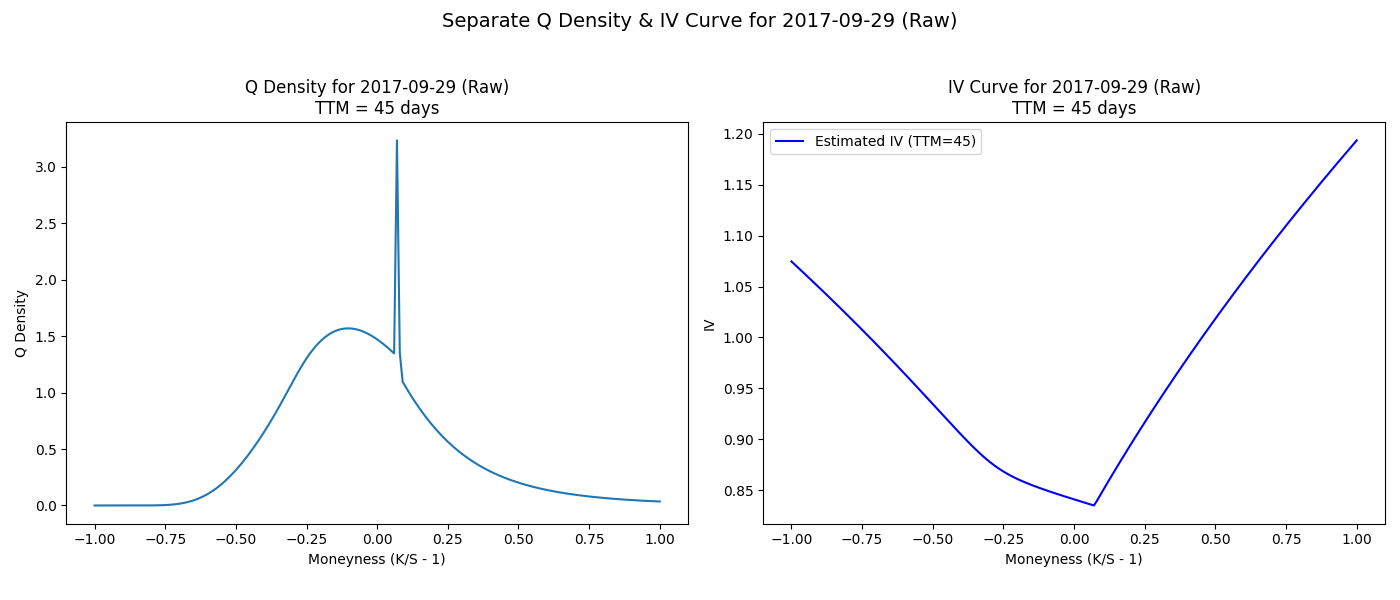 Separate Q Density & IV Curve for 2017-09-29 (Raw)
Q Density for 2017-09-29 (Raw)
TTM = 45 days
3.0
2.5
2.0
1.5
1.0
0.5
0.0
Q Density
−1.00 −0.75 −0.50 −0.25 0.00 0.25 0.50 0.75 1.00
Moneyness (K/S - 1)
IV Curve for 2017-09-29 (Raw)
TTM = 45 days
Estimated IV (TTM=45)
1.20
1.15
1.10
1.05
1.00
0.95
0.90
0.85
IV
−1.00 −0.75 −0.50 −0.25 0.00 0.25 0.50 0.75 1.00
Moneyness (K/S - 1)